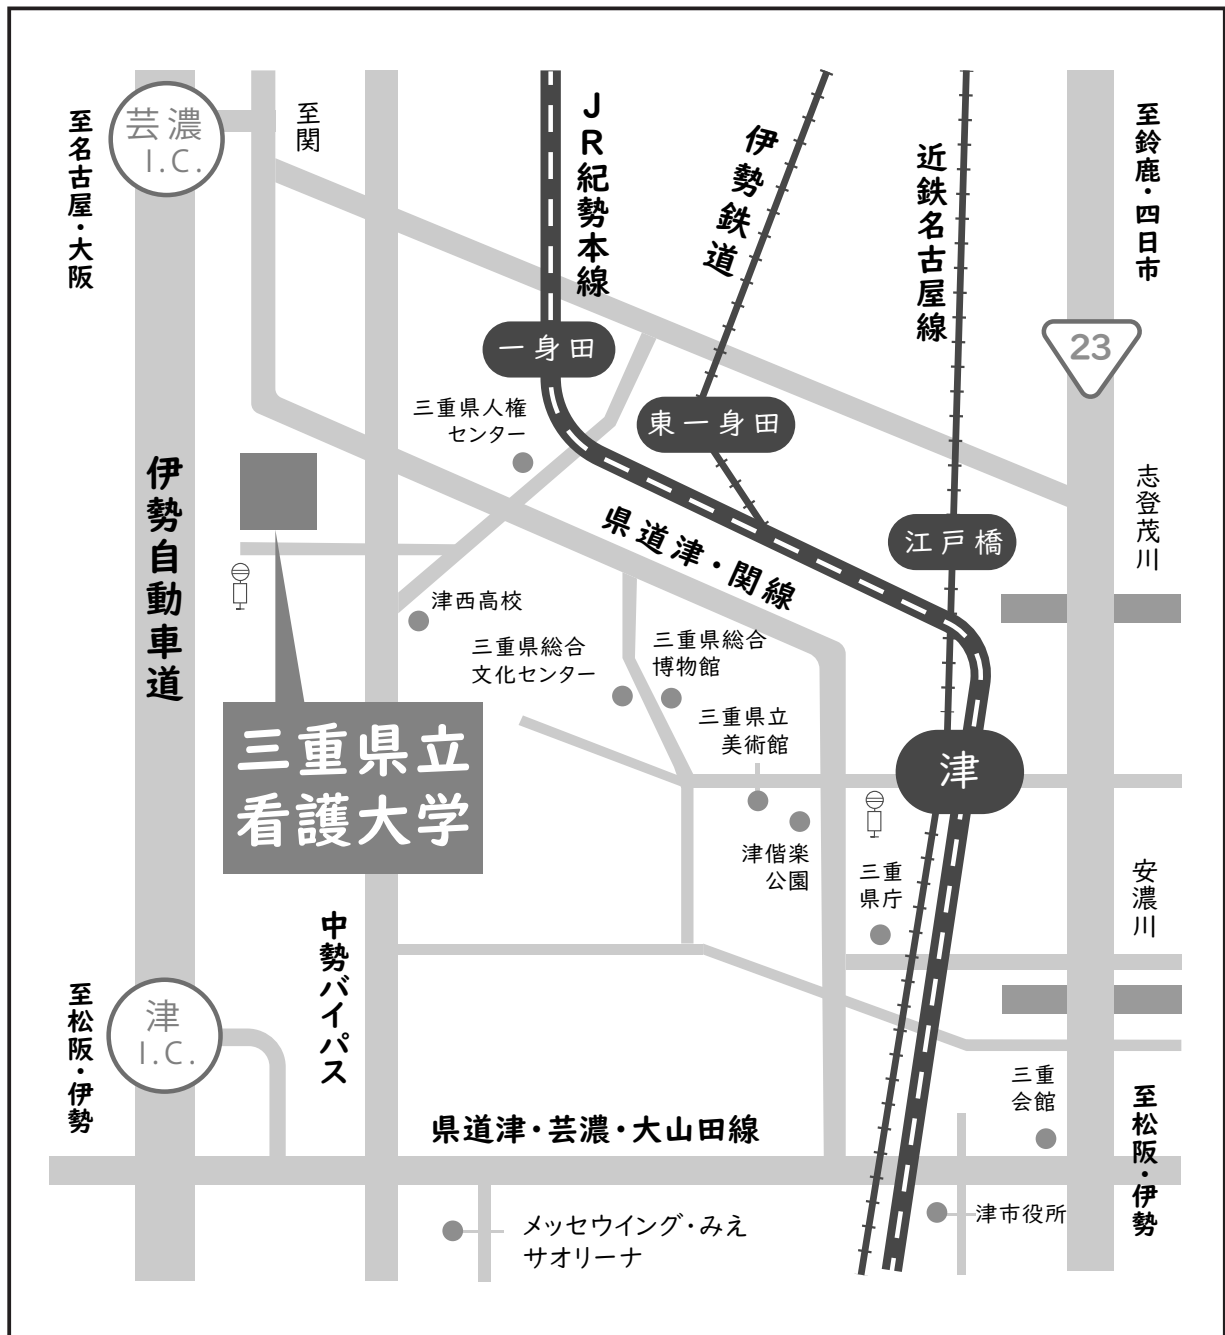 至名古屋・大阪
芸濃
I.C.
至関
JR紀勢本線
伊勢鉄道
近鉄名古屋線
至鈴鹿・四日市
23
一身田
東一身田
三重県人権
センター
伊勢自動車道
県道津・関線
江戸橋
志登茂川
津西高校
三重県総合
文化センター
三重県総合
博物館
三重県立
美術館
三重県立
看護大学
津
津偕楽
公園
三重
県庁
安濃川
中勢バイパス
至松阪・伊勢
津
I.C.
三重
会館
県道津・芸濃・大山田線
至松阪・伊勢
メッセウイング・みえ
サオリーナ
津市役所